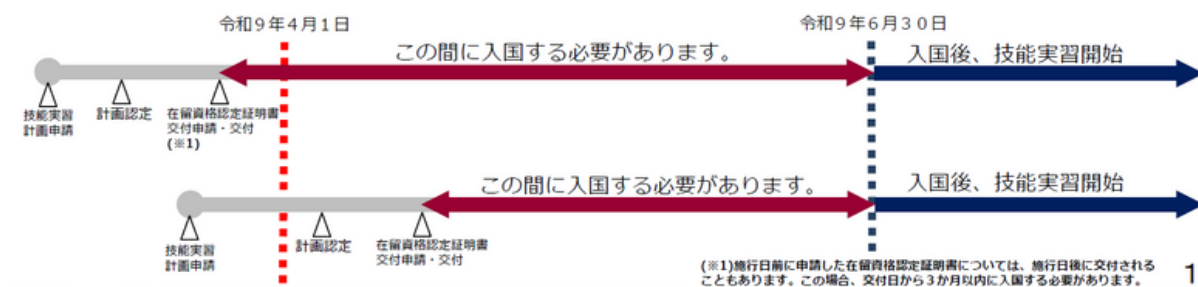 令和9年4月1日
令和9年6月30日
この間に入国する必要があります。
入国後、技能実習開始
技能実習
計画申請
計画認定
在留資格認定証明書
交付申請・交付
(※1)
この間に入国する必要があります。
入国後、技能実習開始
技能実習
計画申請
計画認定
在留資格認定証明書
交付申請・交付
(※1)施行日前に申請した在留資格認定証明書については、施行日後に交付される
こともあります。この場合、交付日から3か月以内に入国する必要があります。
1